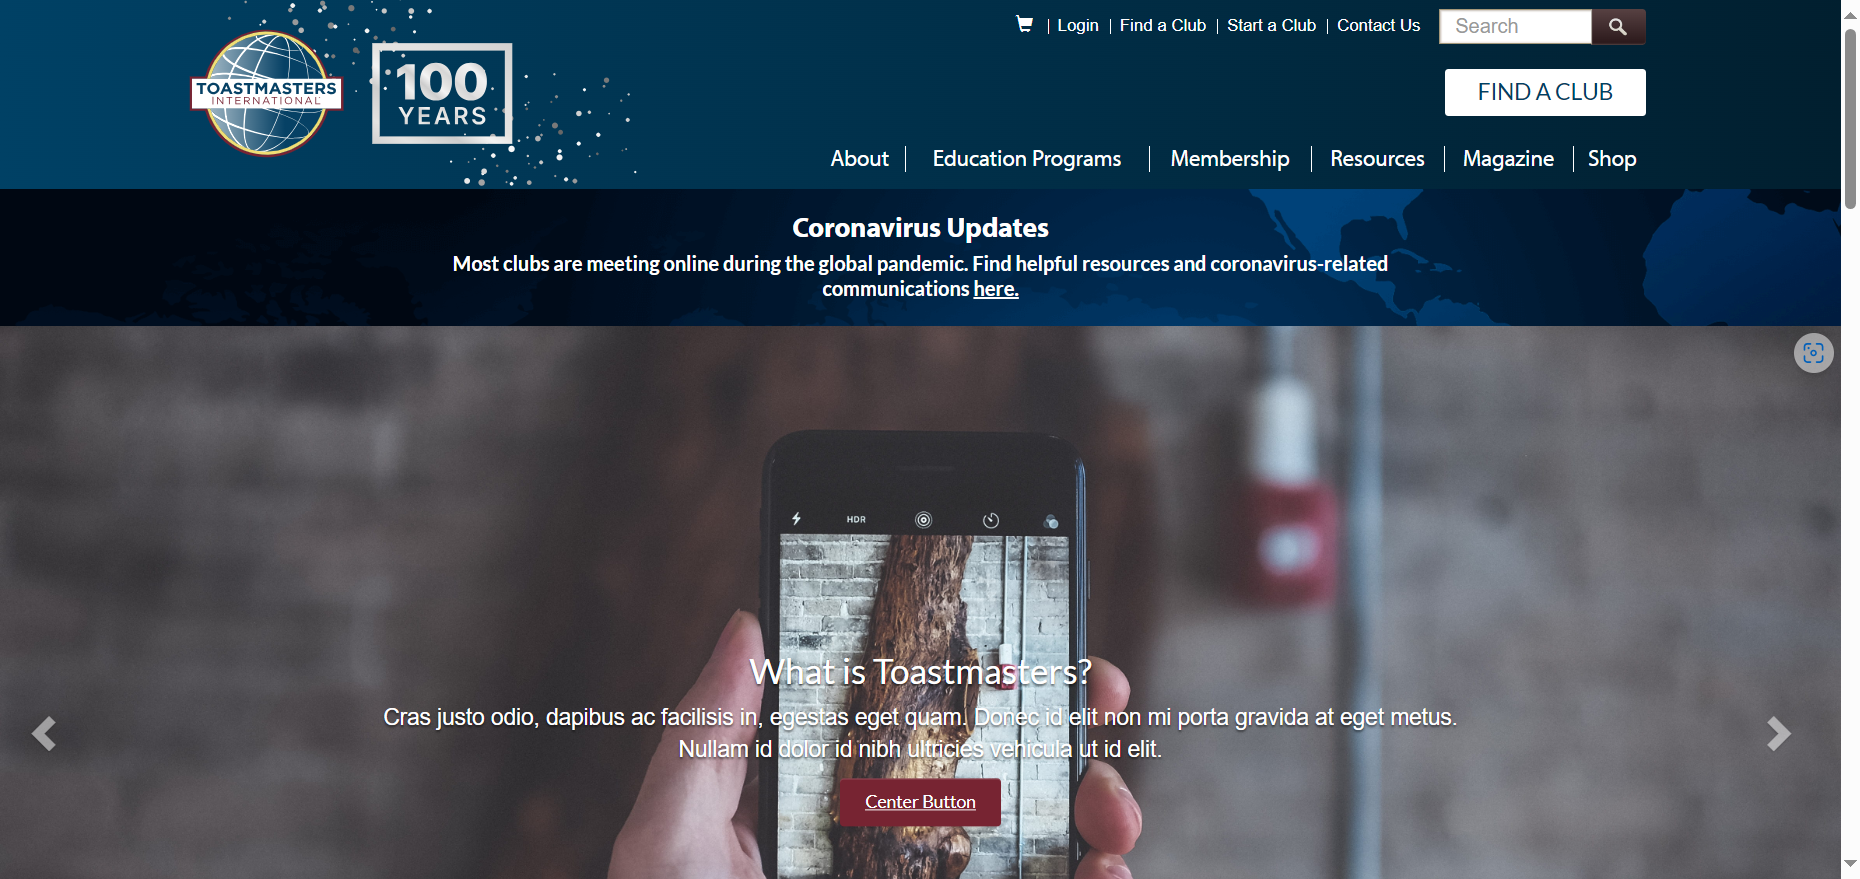 Login
Find a Club
Start a Club
Contact Us
Search
TOASTMASTERS
INTERNATIONAL
100
YEARS
FIND A CLUB
About
Education Programs
Membership
Resources
Magazine
Shop
Coronavirus Updates
Most clubs are meeting online during the global pandemic. Find helpful resources and coronavirus-related
communications here.
HDR
What is Toastmasters?
Cras justo odio, dapibus ac facilisis in, egestas eget quam. Donec id elit non mi porta gravida at eget metus.
Nullam id dolor id nibh ultricies vehicula ut id elit.
Center Button